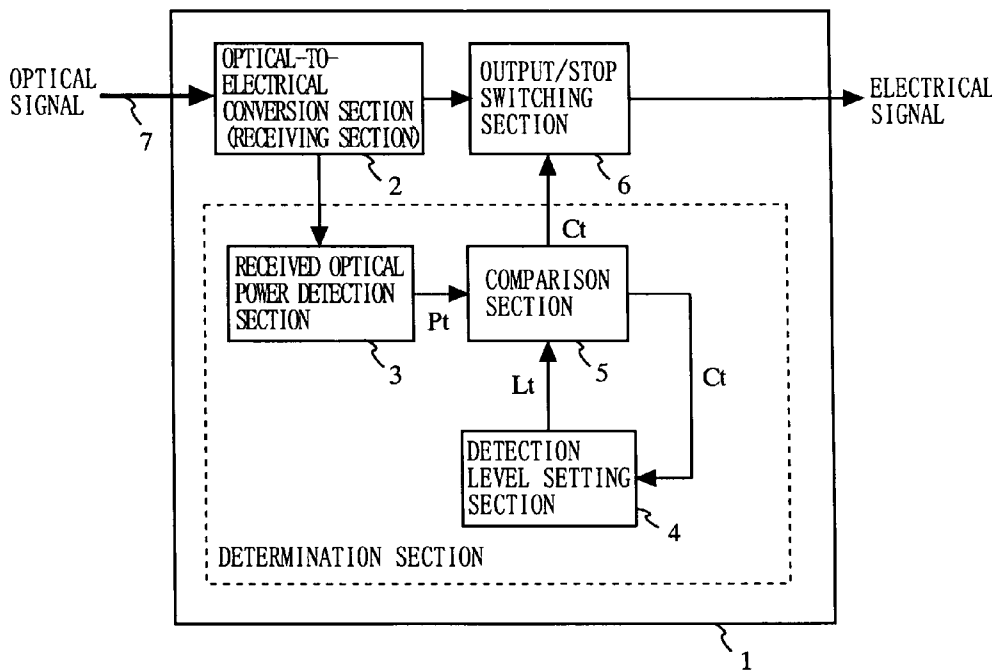 OPTICAL
SIGNAL
7
OPTICAL-TO-
ELECTRICAL
CONVERSION SECTION
(RECEIVING SECTION)
2
OUTPUT/STOP
SWITCHING
SECTION
6
ELECTRICAL
SIGNAL
Ct
RECEIVED OPTICAL
POWER DETECTION
SECTION
3
Pt
COMPARISON
SECTION
5
Lt
Ct
DETECTION
LEVEL SETTING
SECTION
4
DETERMINATION SECTION
1